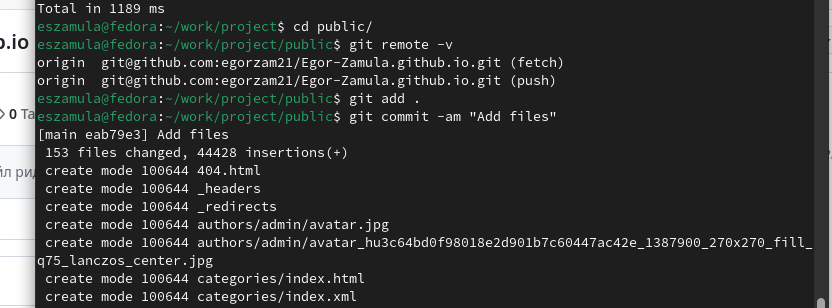 Total in 1189 ms
eszamula@fedora:~/work/project$ cd public/
eszamula@fedora:~/work/project/public$ git remote -v
origin  git@github.com:egorzam21/Egor-Zamula.github.io.git (fetch)
origin  git@github.com:egorzam21/Egor-Zamula.github.io.git (push)
eszamula@fedora:~/work/project/public$ git add .
eszamula@fedora:~/work/project/public$ git commit -am "Add files"
[main eab79e3] Add files
 153 files changed, 44428 insertions(+)
 create mode 100644 404.html
 create mode 100644 _headers
 create mode 100644 _redirects
 create mode 100644 authors/admin/avatar.jpg
 create mode 100644 authors/admin/avatar_hu3c64bd0f98018e2d901b7c60447ac42e_1387900_270x270_fill_
q75_lanczos_center.jpg
 create mode 100644 categories/index.html
 create mode 100644 categories/index.xml
o.io
0 Та
йл рид